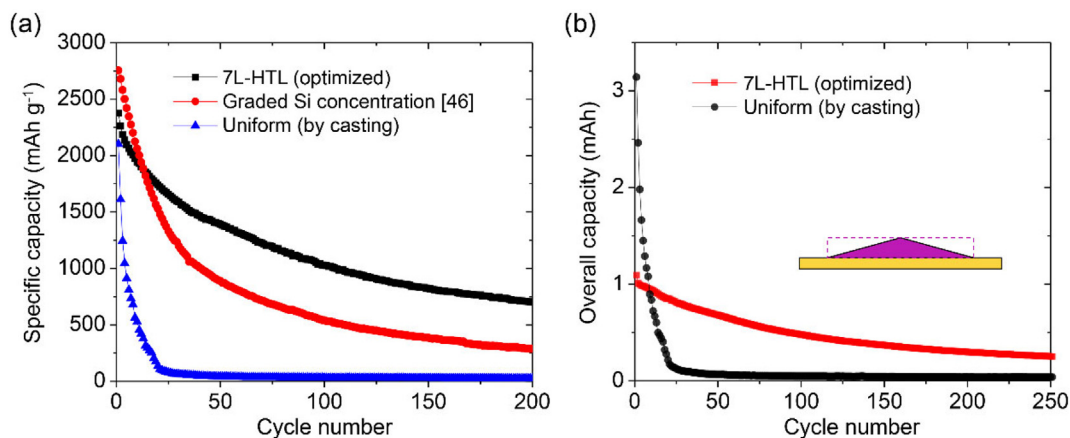 (a)
3000
2500
2000
1500
1000
500
0
Specific capacity (mAh g⁻¹)
7L-HTL (optimized)
Graded Si concentration [46]
Uniform (by casting)
0 50 100 150 200
Cycle number
(b)
3
2
1
0
Overall capacity (mAh)
7L-HTL (optimized)
Uniform (by casting)
0 50 100 150 200 250
Cycle number